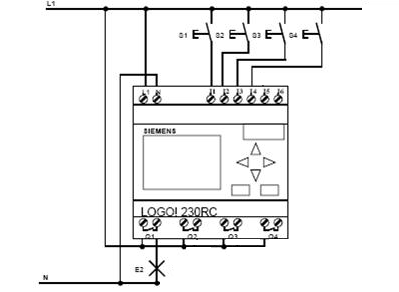 L1
S1 S2 S3 S4
L1 N I1 I2 I3 I4 I5 I6
SIEMENS
LOGO! 230RC
Q1 Q2 Q3 Q4
E2
N